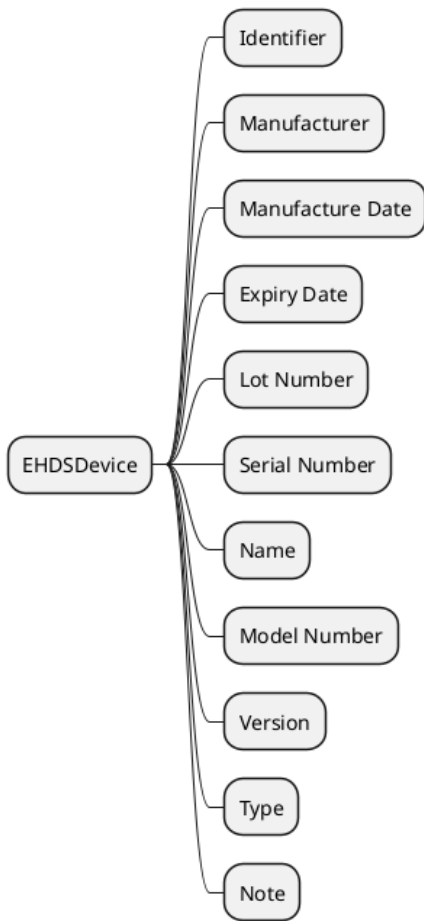 Identifier
Manufacturer
Manufacture Date
Expiry Date
Lot Number
EHDSDevice
Serial Number
Name
Model Number
Version
Type
Note